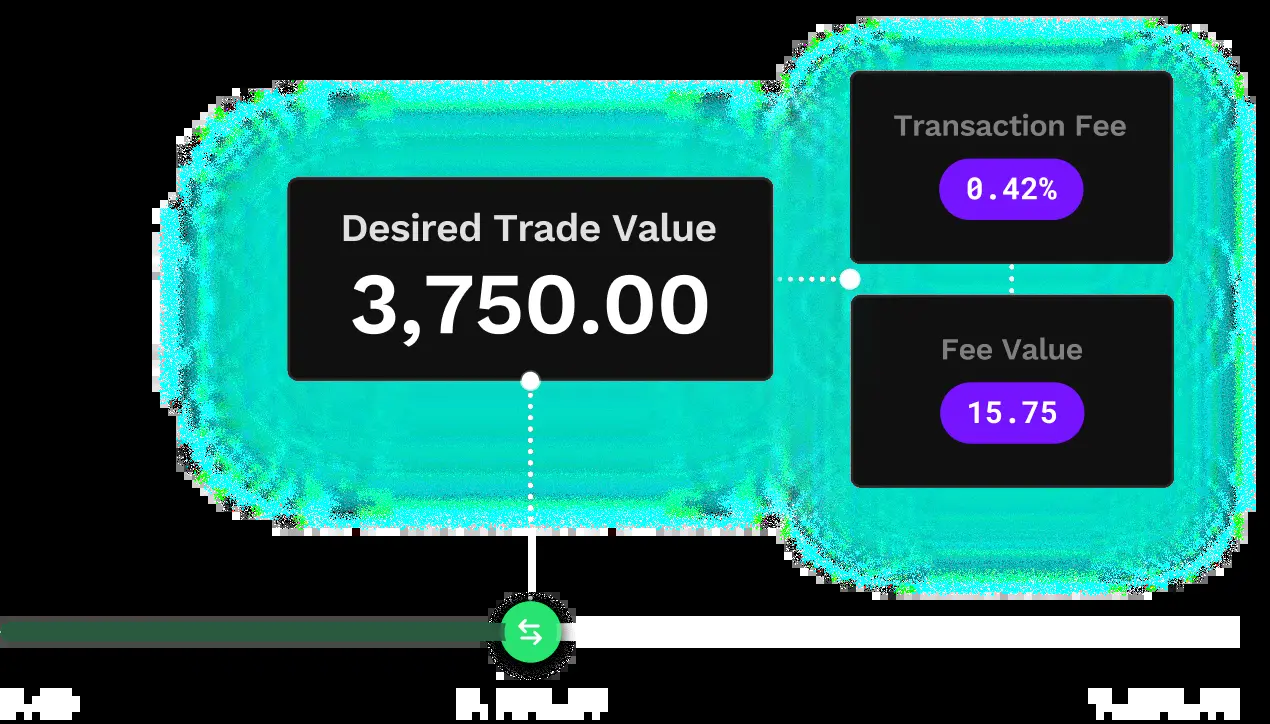 Transaction Fee
0.42%
Desired Trade Value
3,750.00
Fee Value
15.75